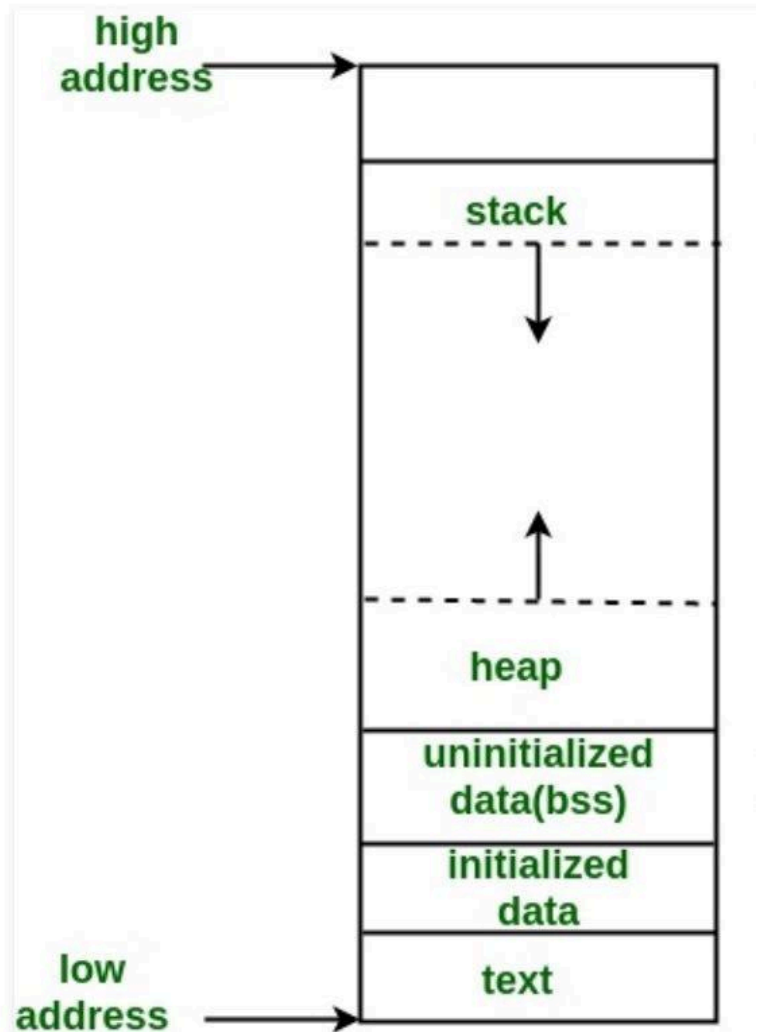 high
address
stack
heap
uninitialized
data(bss)
initialized
data
text
low
address